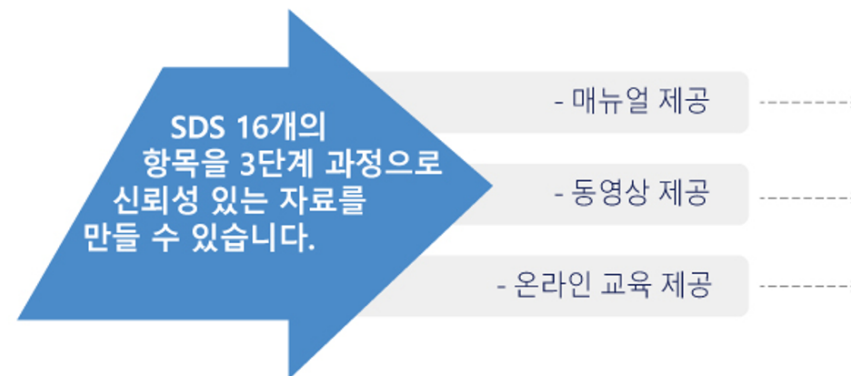 SDS 16개의
항목을 3단계 과정으로
신뢰성 있는 자료를
만들 수 있습니다.
- 매뉴얼 제공
- 동영상 제공
- 온라인 교육 제공